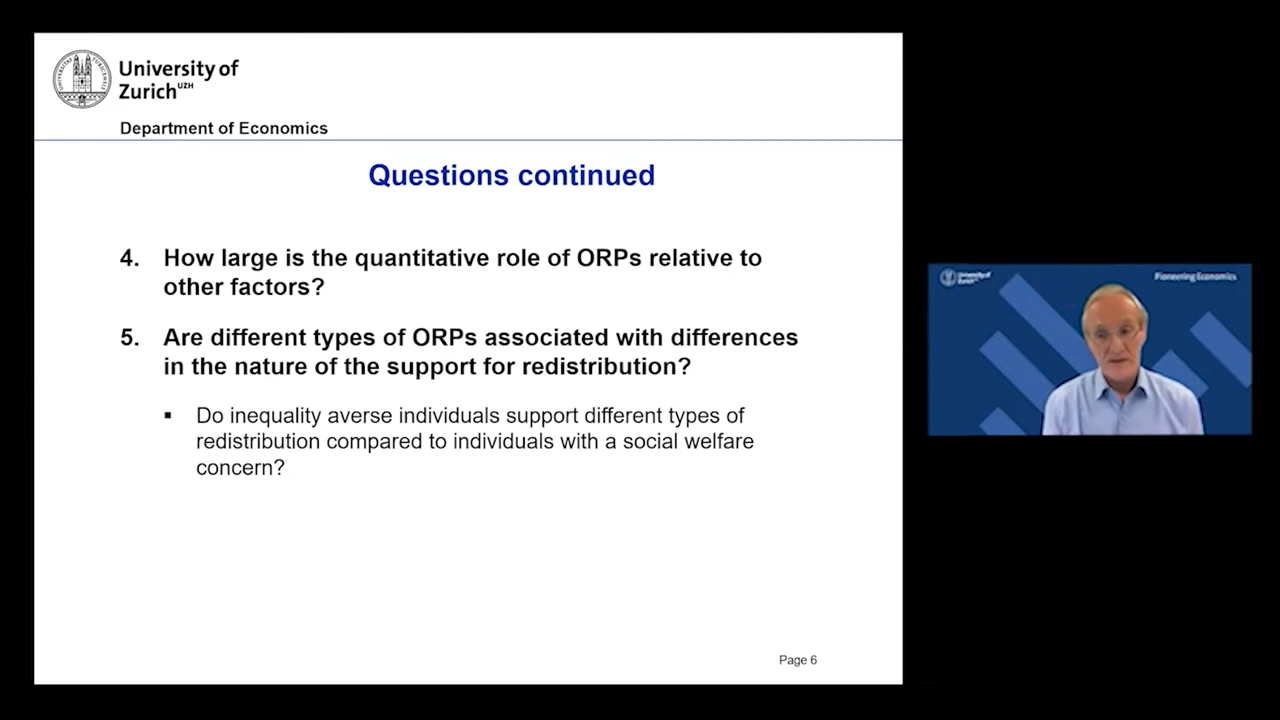 University of
Zurich UZH
Department of Economics
Questions continued
4. How large is the quantitative role of ORPs relative to
other factors?
5. Are different types of ORPs associated with differences
in the nature of the support for redistribution?
▪ Do inequality averse individuals support different types of
redistribution compared to individuals with a social welfare
concern?
Page 6
University of
Zurich
Pioneering Economics